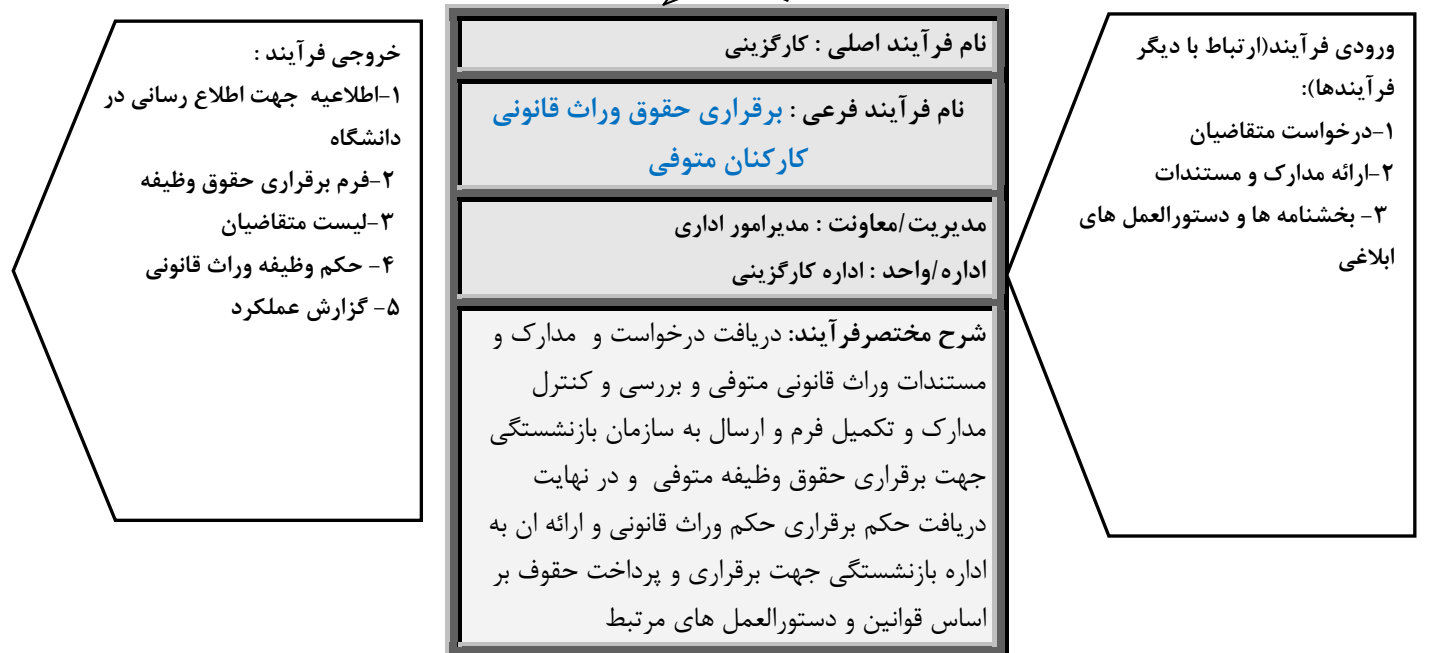 ورودی فرآیند(ارتباط با دیگر
فرآیندها):
۱-درخواست متقاضیان
۲-ارائه مدارک و مستندات
۳- بخشنامه ها و دستورالعمل های
ابلاغی
نام فرآیند اصلی : کارگزینی
نام فرآیند فرعی : برقراری حقوق وراث قانونی
کارکنان متوفی
مدیریت/معاونت : مدیرامور اداری
اداره/واحد : اداره کارگزینی
شرح مختصرفرآیند: دریافت درخواست و مدارک و
مستندات وراث قانونی متوفی و بررسی و کنترل
مدارک و تکمیل فرم و ارسال به سازمان بازنشستگی
جهت برقراری حقوق وظیفه متوفی و در نهایت
دریافت حکم برقراری حکم وراث قانونی و ارائه ان به
اداره بازنشستگی جهت برقراری و پرداخت حقوف بر
اساس قوانین و دستورالعمل های مرتبط
خروجی فرآیند :
۱-اطلاعیه جهت اطلاع رسانی در
دانشگاه
۲-فرم برقراری حقوق وظیفه
۳-لیست متقاضیان
۴- حکم وظیفه وراث قانونی
۵- گزارش عملکرد